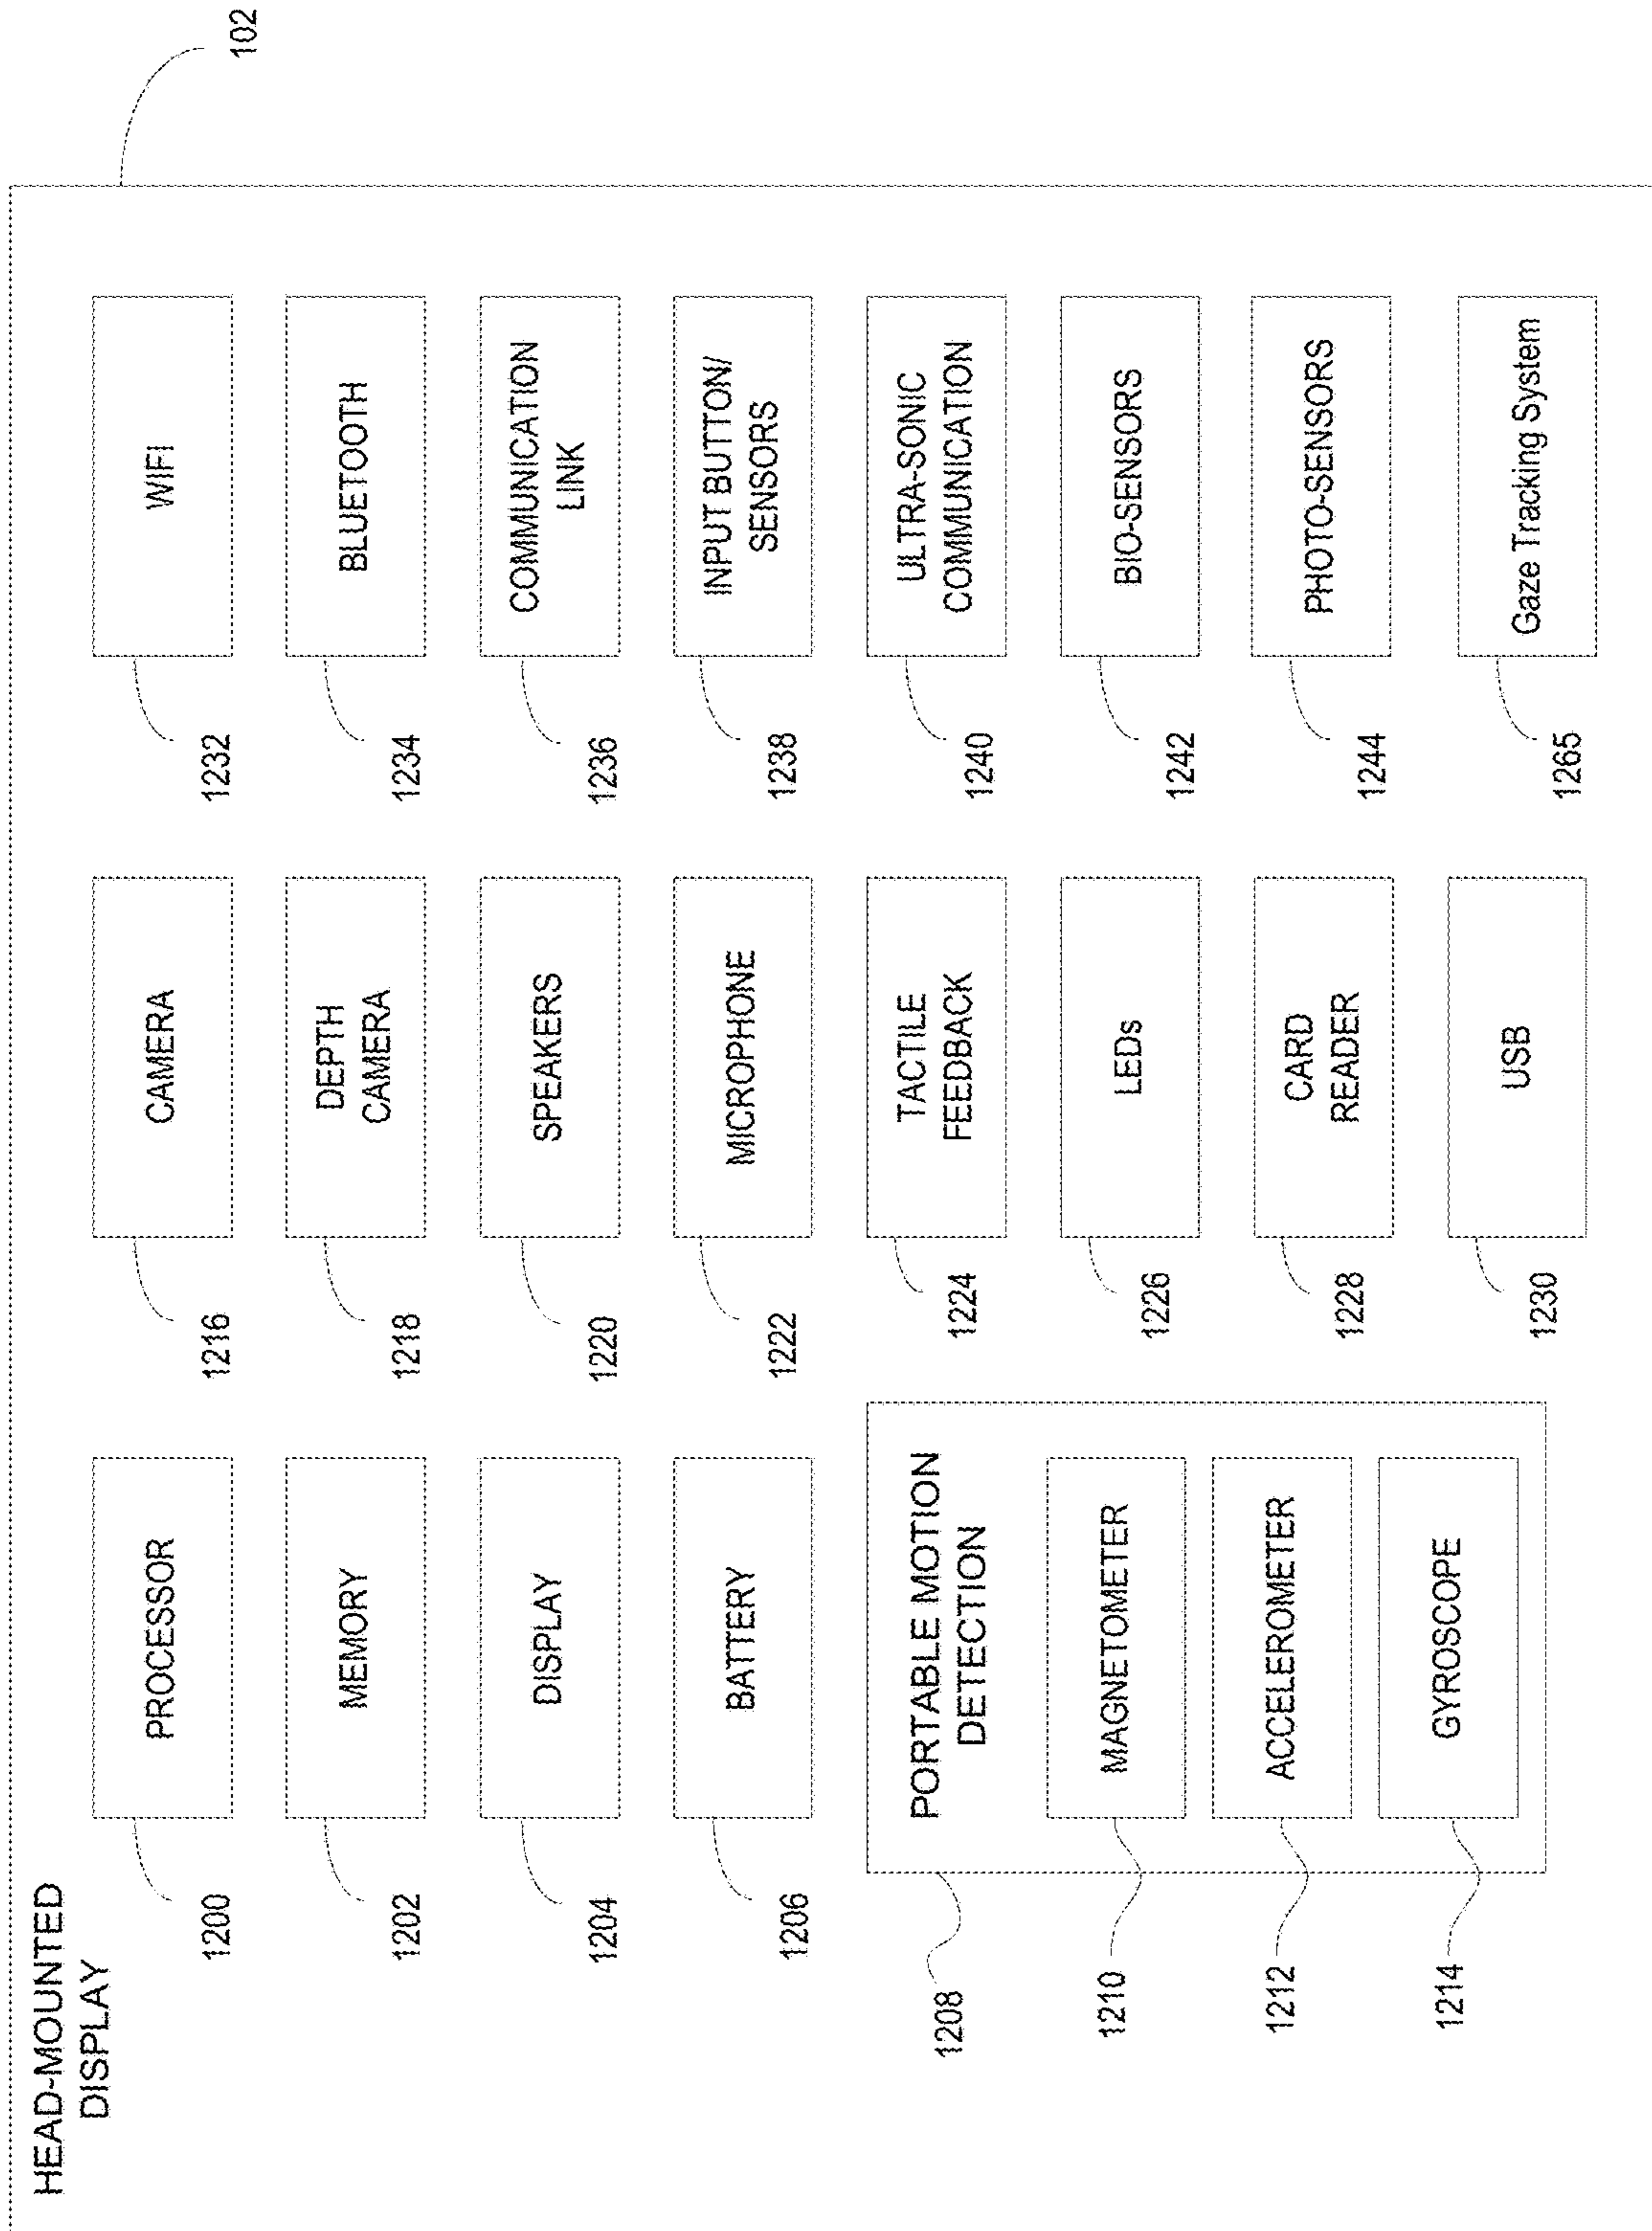 HEAD-MOUNTED
DISPLAY
102
1200
PROCESSOR
1202
MEMORY
1204
DISPLAY
1206
BATTERY
1208
PORTABLE MOTION
DETECTION
1210
MAGNETOMETER
1212
ACCELEROMETER
1214
GYROSCOPE
1216
CAMERA
1218
DEPTH
CAMERA
1220
SPEAKERS
1222
MICROPHONE
1224
TACTILE
FEEDBACK
1226
LEDs
1228
CARD
READER
1230
USB
1232
WIFI
1234
BLUETOOTH
1236
COMMUNICATION
LINK
1238
INPUT BUTTON/
SENSORS
1240
ULTRA-SONIC
COMMUNICATION
1242
BIO-SENSORS
1244
PHOTO-SENSORS
1265
Gaze Tracking System